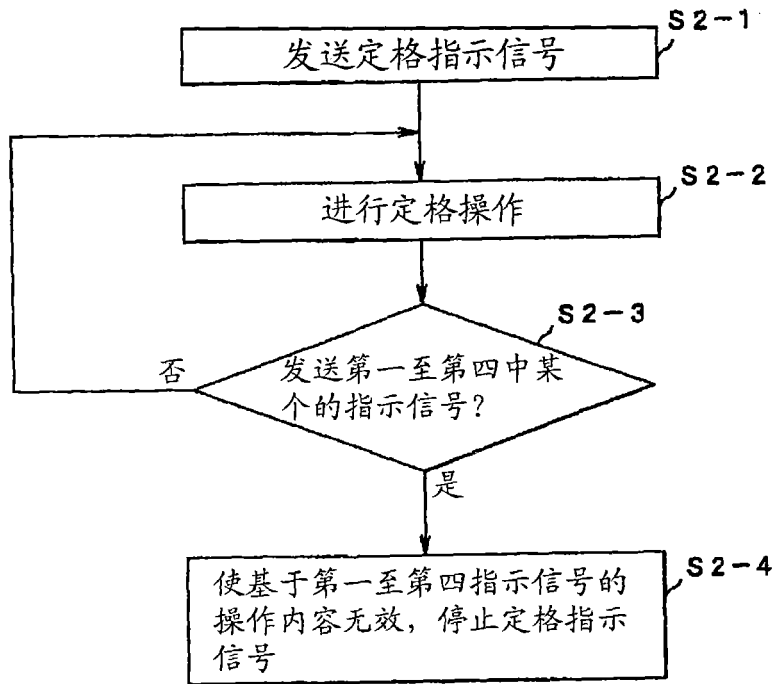 S2-1
发送定格指示信号
S2-2
进行定格操作
S2-3
发送第一至第四中某
个的指示信号?
否
是
S2-4
使基于第一至第四指示信号的
操作内容无效，停止定格指示
信号